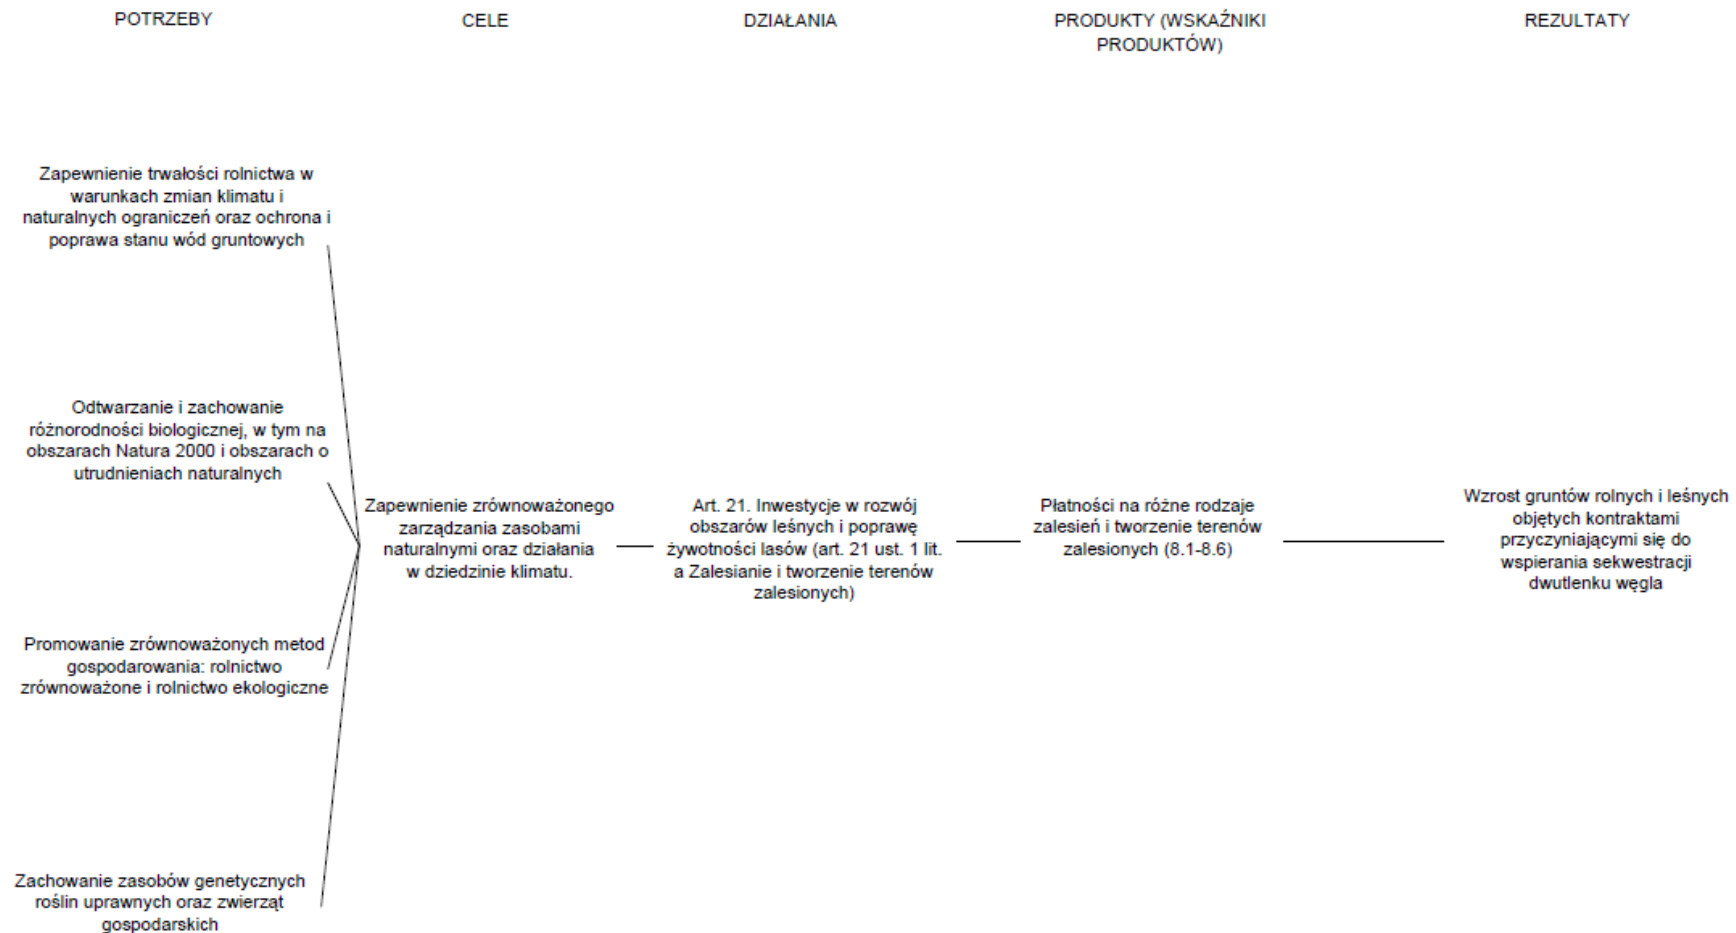 POTRZEBY
CELE
DZIAŁANIA
PRODUKTY (WSKAŹNIKI
PRODUKTÓW)
REZULTATY
Zapewnienie trwałości rolnictwa w
warunkach zmian klimatu i
naturalnych ograniczeń oraz ochrona i
poprawa stanu wód gruntowych
Odtwarzanie i zachowanie
różnorodności biologicznej, w tym na
obszarach Natura 2000 i obszarach o
utrudnieniach naturalnych
Promowanie zrównoważonych metod
gospodarowania: rolnictwo
zrównoważone i rolnictwo ekologiczne
Zachowanie zasobów genetycznych
roślin uprawnych oraz zwierząt
gospodarskich
Zapewnienie zrównoważonego
zarządzania zasobami
naturalnymi oraz działania
w dziedzinie klimatu.
Art. 21. Inwestycje w rozwój
obszarów leśnych i poprawę
żywotności lasów (art. 21 ust. 1 lit.
a Zalesianie i tworzenie terenów
zalesionych)
Płatności na różne rodzaje
zalesień i tworzenie terenów
zalesionych (8.1-8.6)
Wzrost gruntów rolnych i leśnych
objętych kontraktami
przyczyniającymi się do
wspierania sekwestracji
dwutlenku węgla